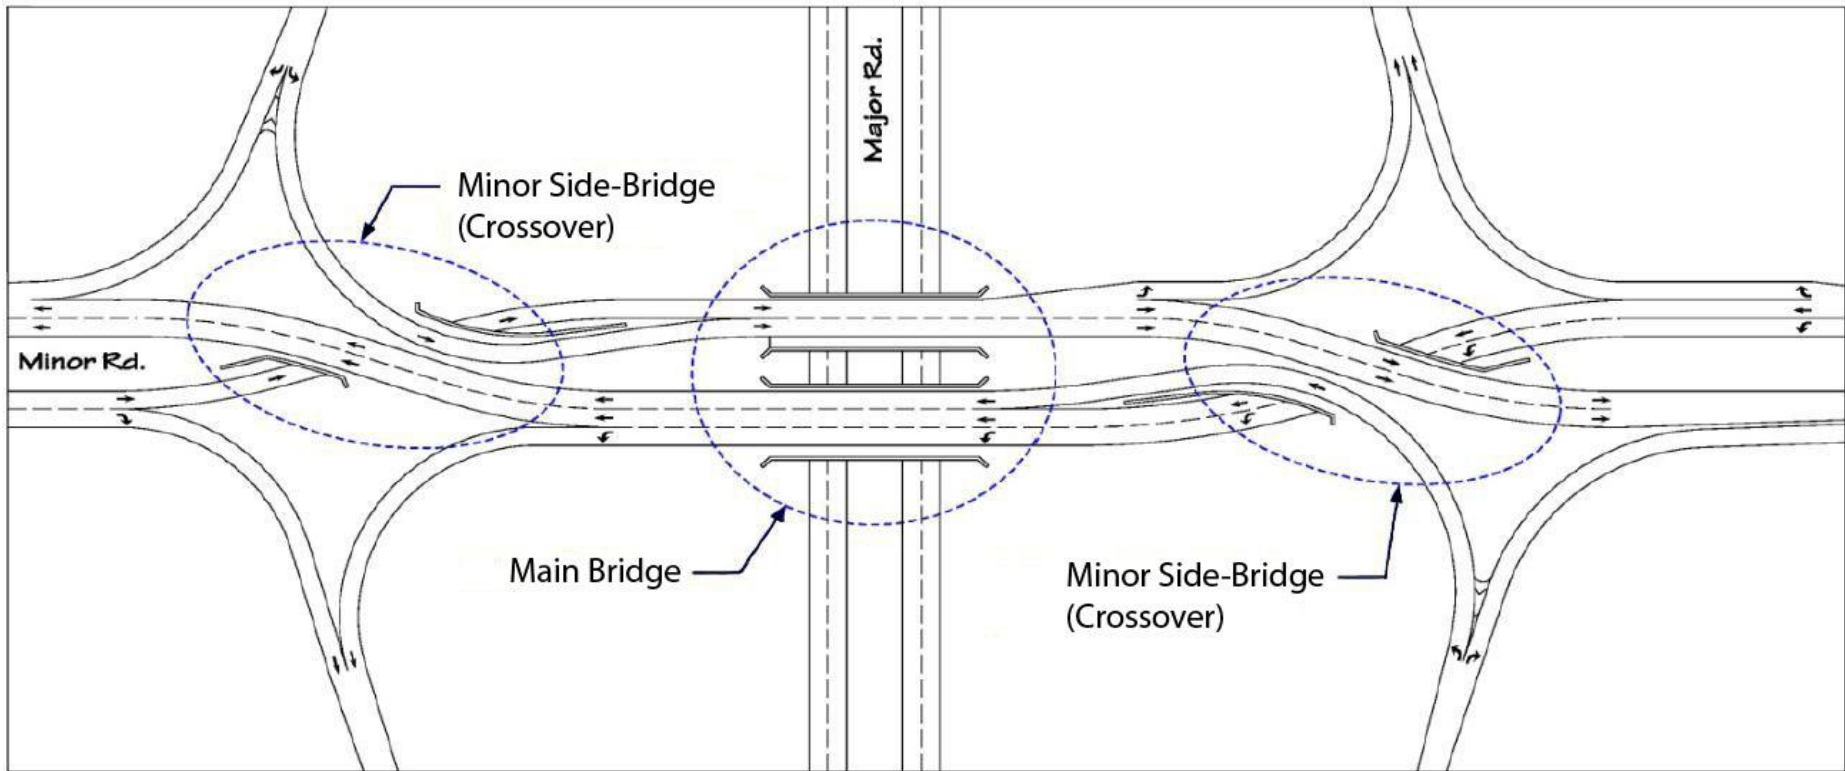 Major Rd.
Minor Side-Bridge
(Crossover)
Minor Rd.
Main Bridge
Minor Side-Bridge
(Crossover)